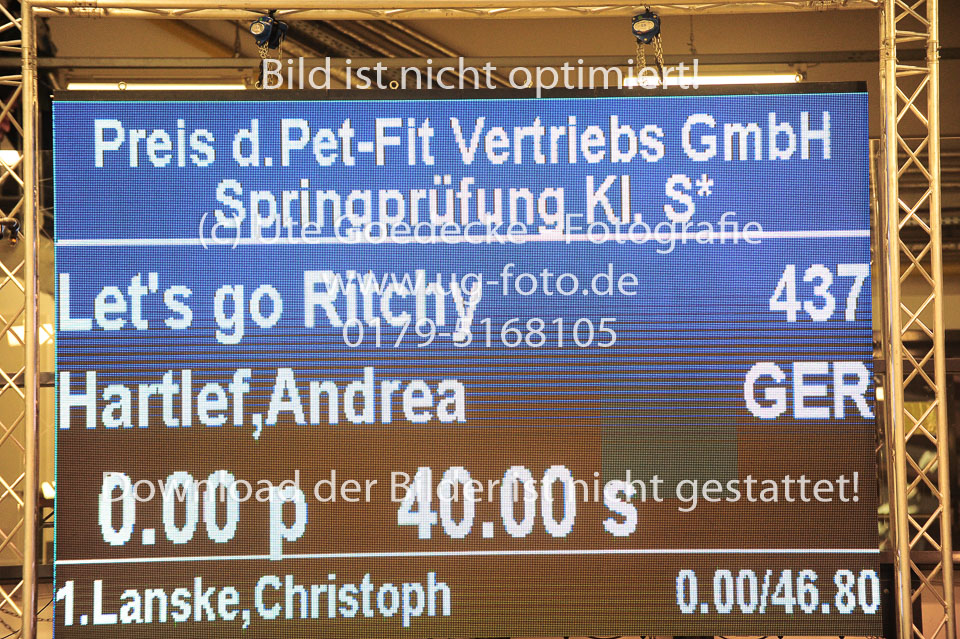 Bild ist nicht optimiert!
Preis d.Pet-Fit Vertriebs GmbH
Springprüfung Kl. S*
(c) Ute Goedecke - Fotografie
www.ug-foto.de
Let's go Ritchy 437
0179-5168105
Hartlef,Andrea GER
Download der Bilder ist nicht gestattet!
0.00 p 40.00 s
1.Lanske,Christoph 0.00/46.80